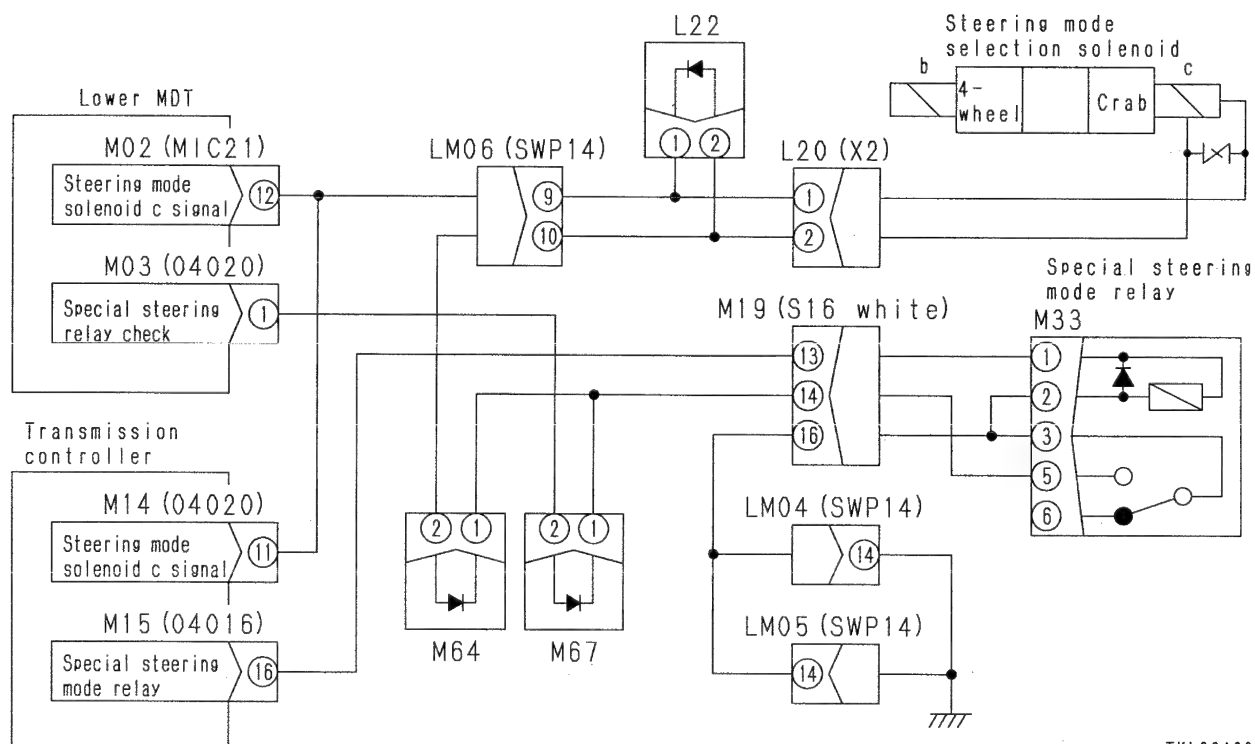 Steering mode
selection solenoid
L22
b
c
4-
wheel
Crab
Lower MDT
M02 (MIC21)
LM06 (SWP14)
1
2
L20 (X2)
Steering mode
solenoid c signal
12
9
1
10
2
M03 (04020)
Special steering
mode relay
Special steering
relay check
1
M19 (S16 white)
M33
13
1
14
2
16
3
Transmission
controller
5
M14 (04020)
6
LM04 (SWP14)
2
1
2
1
Steering mode
solenoid c signal
11
14
M15 (04016)
LM05 (SWP14)
M64
M67
Special steering
mode relay
16
14